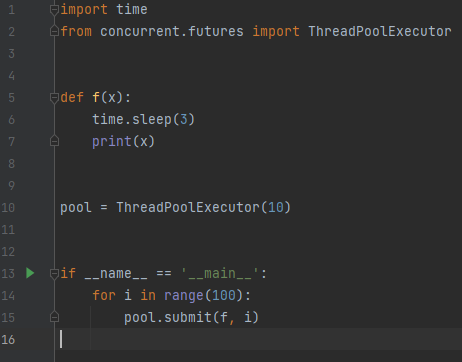 1 import time
2 from concurrent.futures import ThreadPoolExecutor
3
4
5 def f(x):
6     time.sleep(3)
7     print(x)
8
9
10 pool = ThreadPoolExecutor(10)
11
12
13 if __name__ == '__main__':
14     for i in range(100):
15         pool.submit(f, i)
16